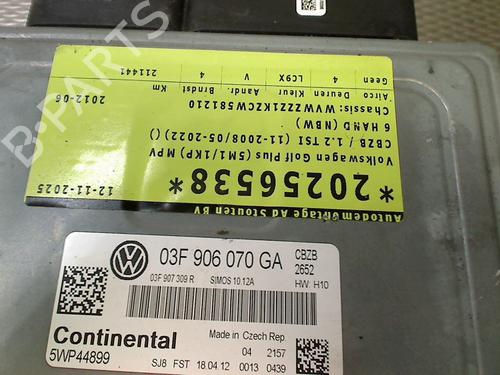 Autodemontage Ad Stouten BV
*20256538*
12-11-2025
Volkswagen Golf Plus (5M1/1KP) MPV
CBZB / 1.2 TSI (11-2008/05-2022) ()
6 HAND (NBW)
Chassis: WVWZZZ1KZCW581210
2012-06
Airco Deuren Kleur Aandr. Brndst Km
Geen 4 LC9X V 4 211441
B-PARTS
03F 906 070 GA
CBZB
2652
03F 907 309 R
SIMOS 10.12A
HW: H10
Continental
5WP44899
Made in Czech Rep.
04 2157
SJ8 FST 18.04.12 0013 0439